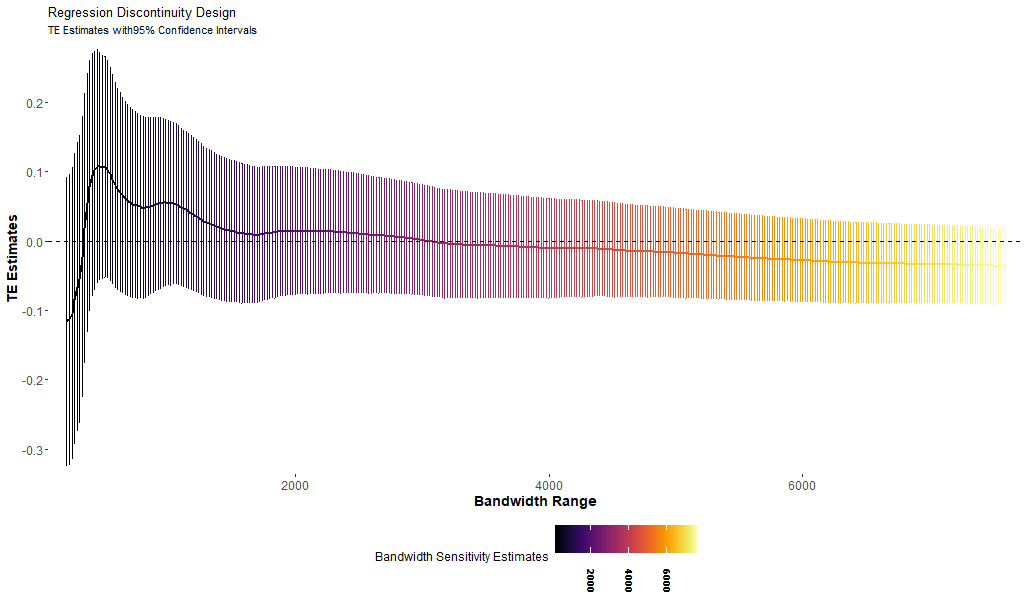 Regression Discontinuity Design
TE Estimates with95% Confidence Intervals
TE Estimates
0.2
0.1
0.0
-0.1
-0.2
-0.3
2000
4000
6000
Bandwidth Range
Bandwidth Sensitivity Estimates
2000
4000
6000